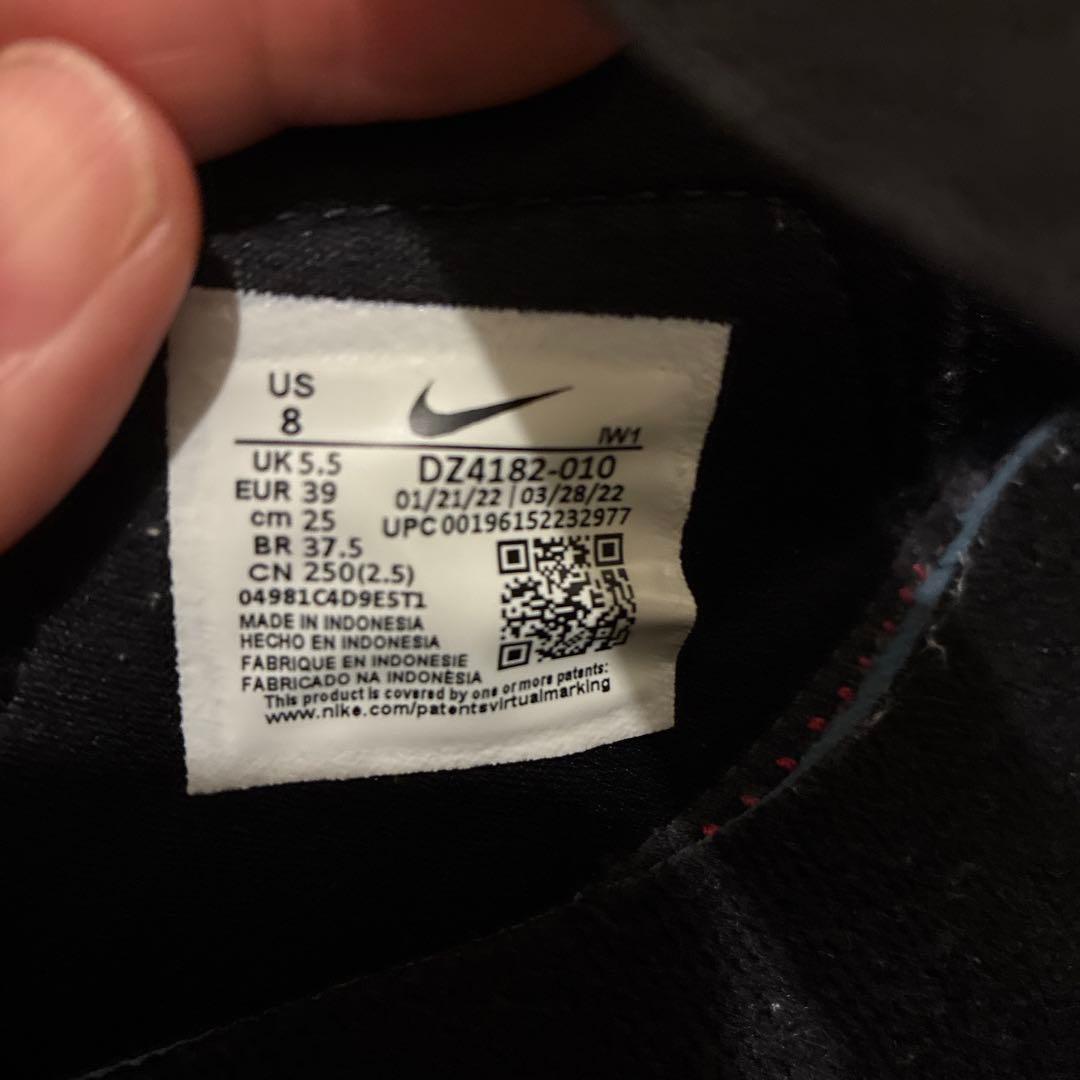 US
8
IW1
UK 5.5
DZ4182-010
EUR 39
01/21/22 | 03/28/22
cm 25
UPC 00196152232977
BR 37.5
CN 250(2.5)
04981C4D9E5T1
MADE IN INDONESIA
HECHO EN INDONESIA
FABRIQUE EN INDONESIE
FABRICADO NA INDONÉSIA
This product is covered by one or more patents:
www.nike.com/patentsvirtualmarking